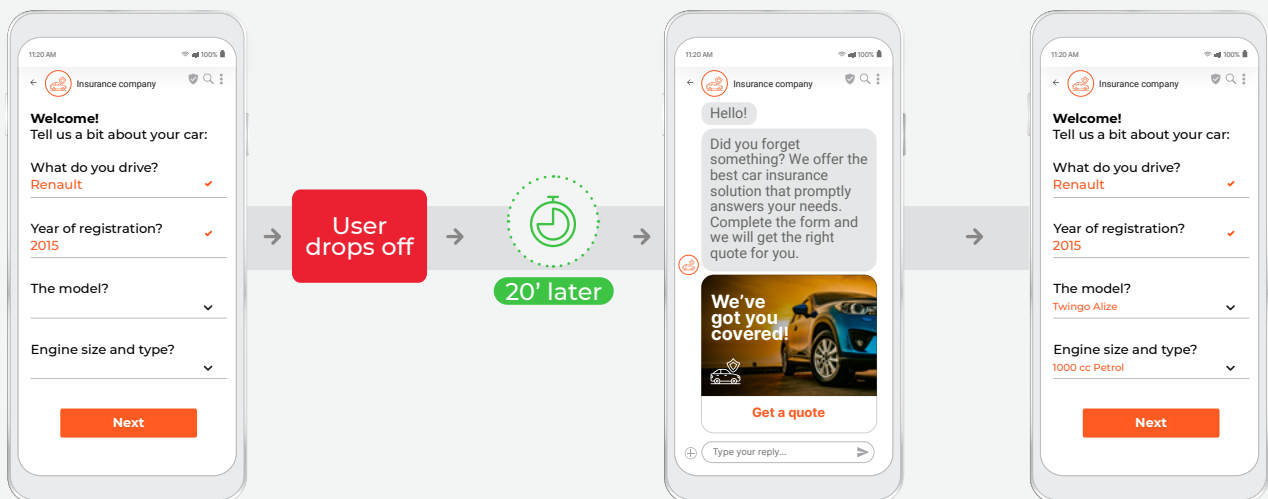 11:20 AM
100%
Insurance company
Welcome!
Tell us a bit about your car:
What do you drive?
Renault
Year of registration?
2015
The model?
Engine size and type?
Next
User
drops off
20’ later
11:20 AM
100%
Insurance company
Hello!
Did you forget
something? We offer the
best car insurance
solution that promptly
answers your needs.
Complete the form and
we will get the right
quote for you.
We’ve
got you
covered!
Get a quote
Type your reply...
11:20 AM
100%
Insurance company
Welcome!
Tell us a bit about your car:
What do you drive?
Renault
Year of registration?
2015
The model?
Twingo Alize
Engine size and type?
1000 cc Petrol
Next